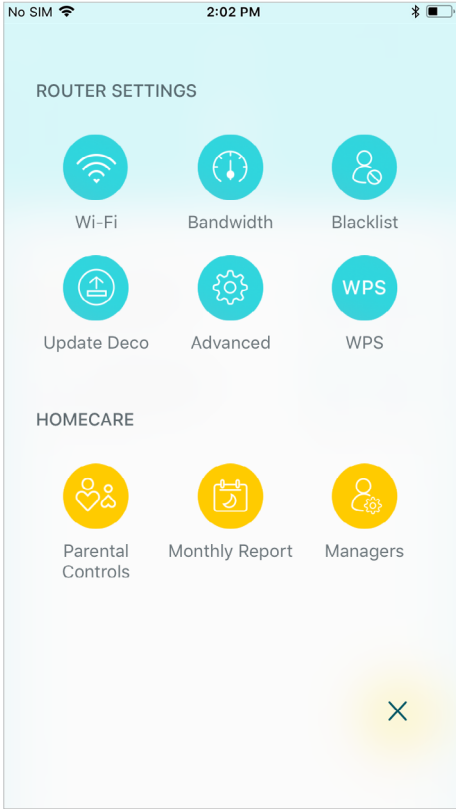 No SIM 2:02 PM
ROUTER SETTINGS
Wi-Fi Bandwidth Blacklist
WPS
Update Deco Advanced WPS
HOMECARE
Parental Controls Monthly Report Managers